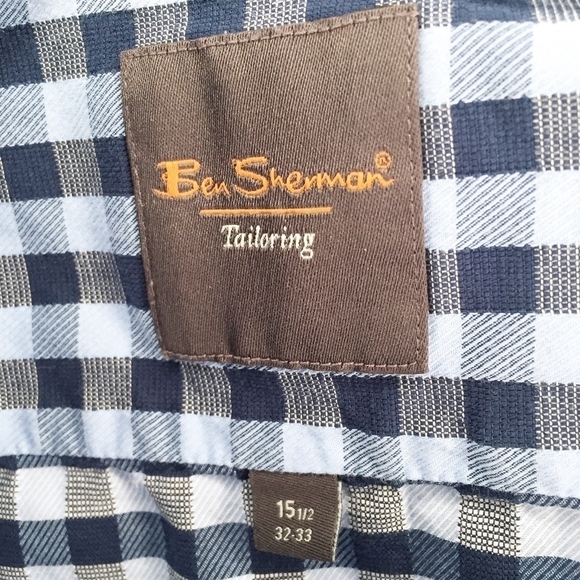 Ben Sherman®
Tailoring
15 1/2
32-33